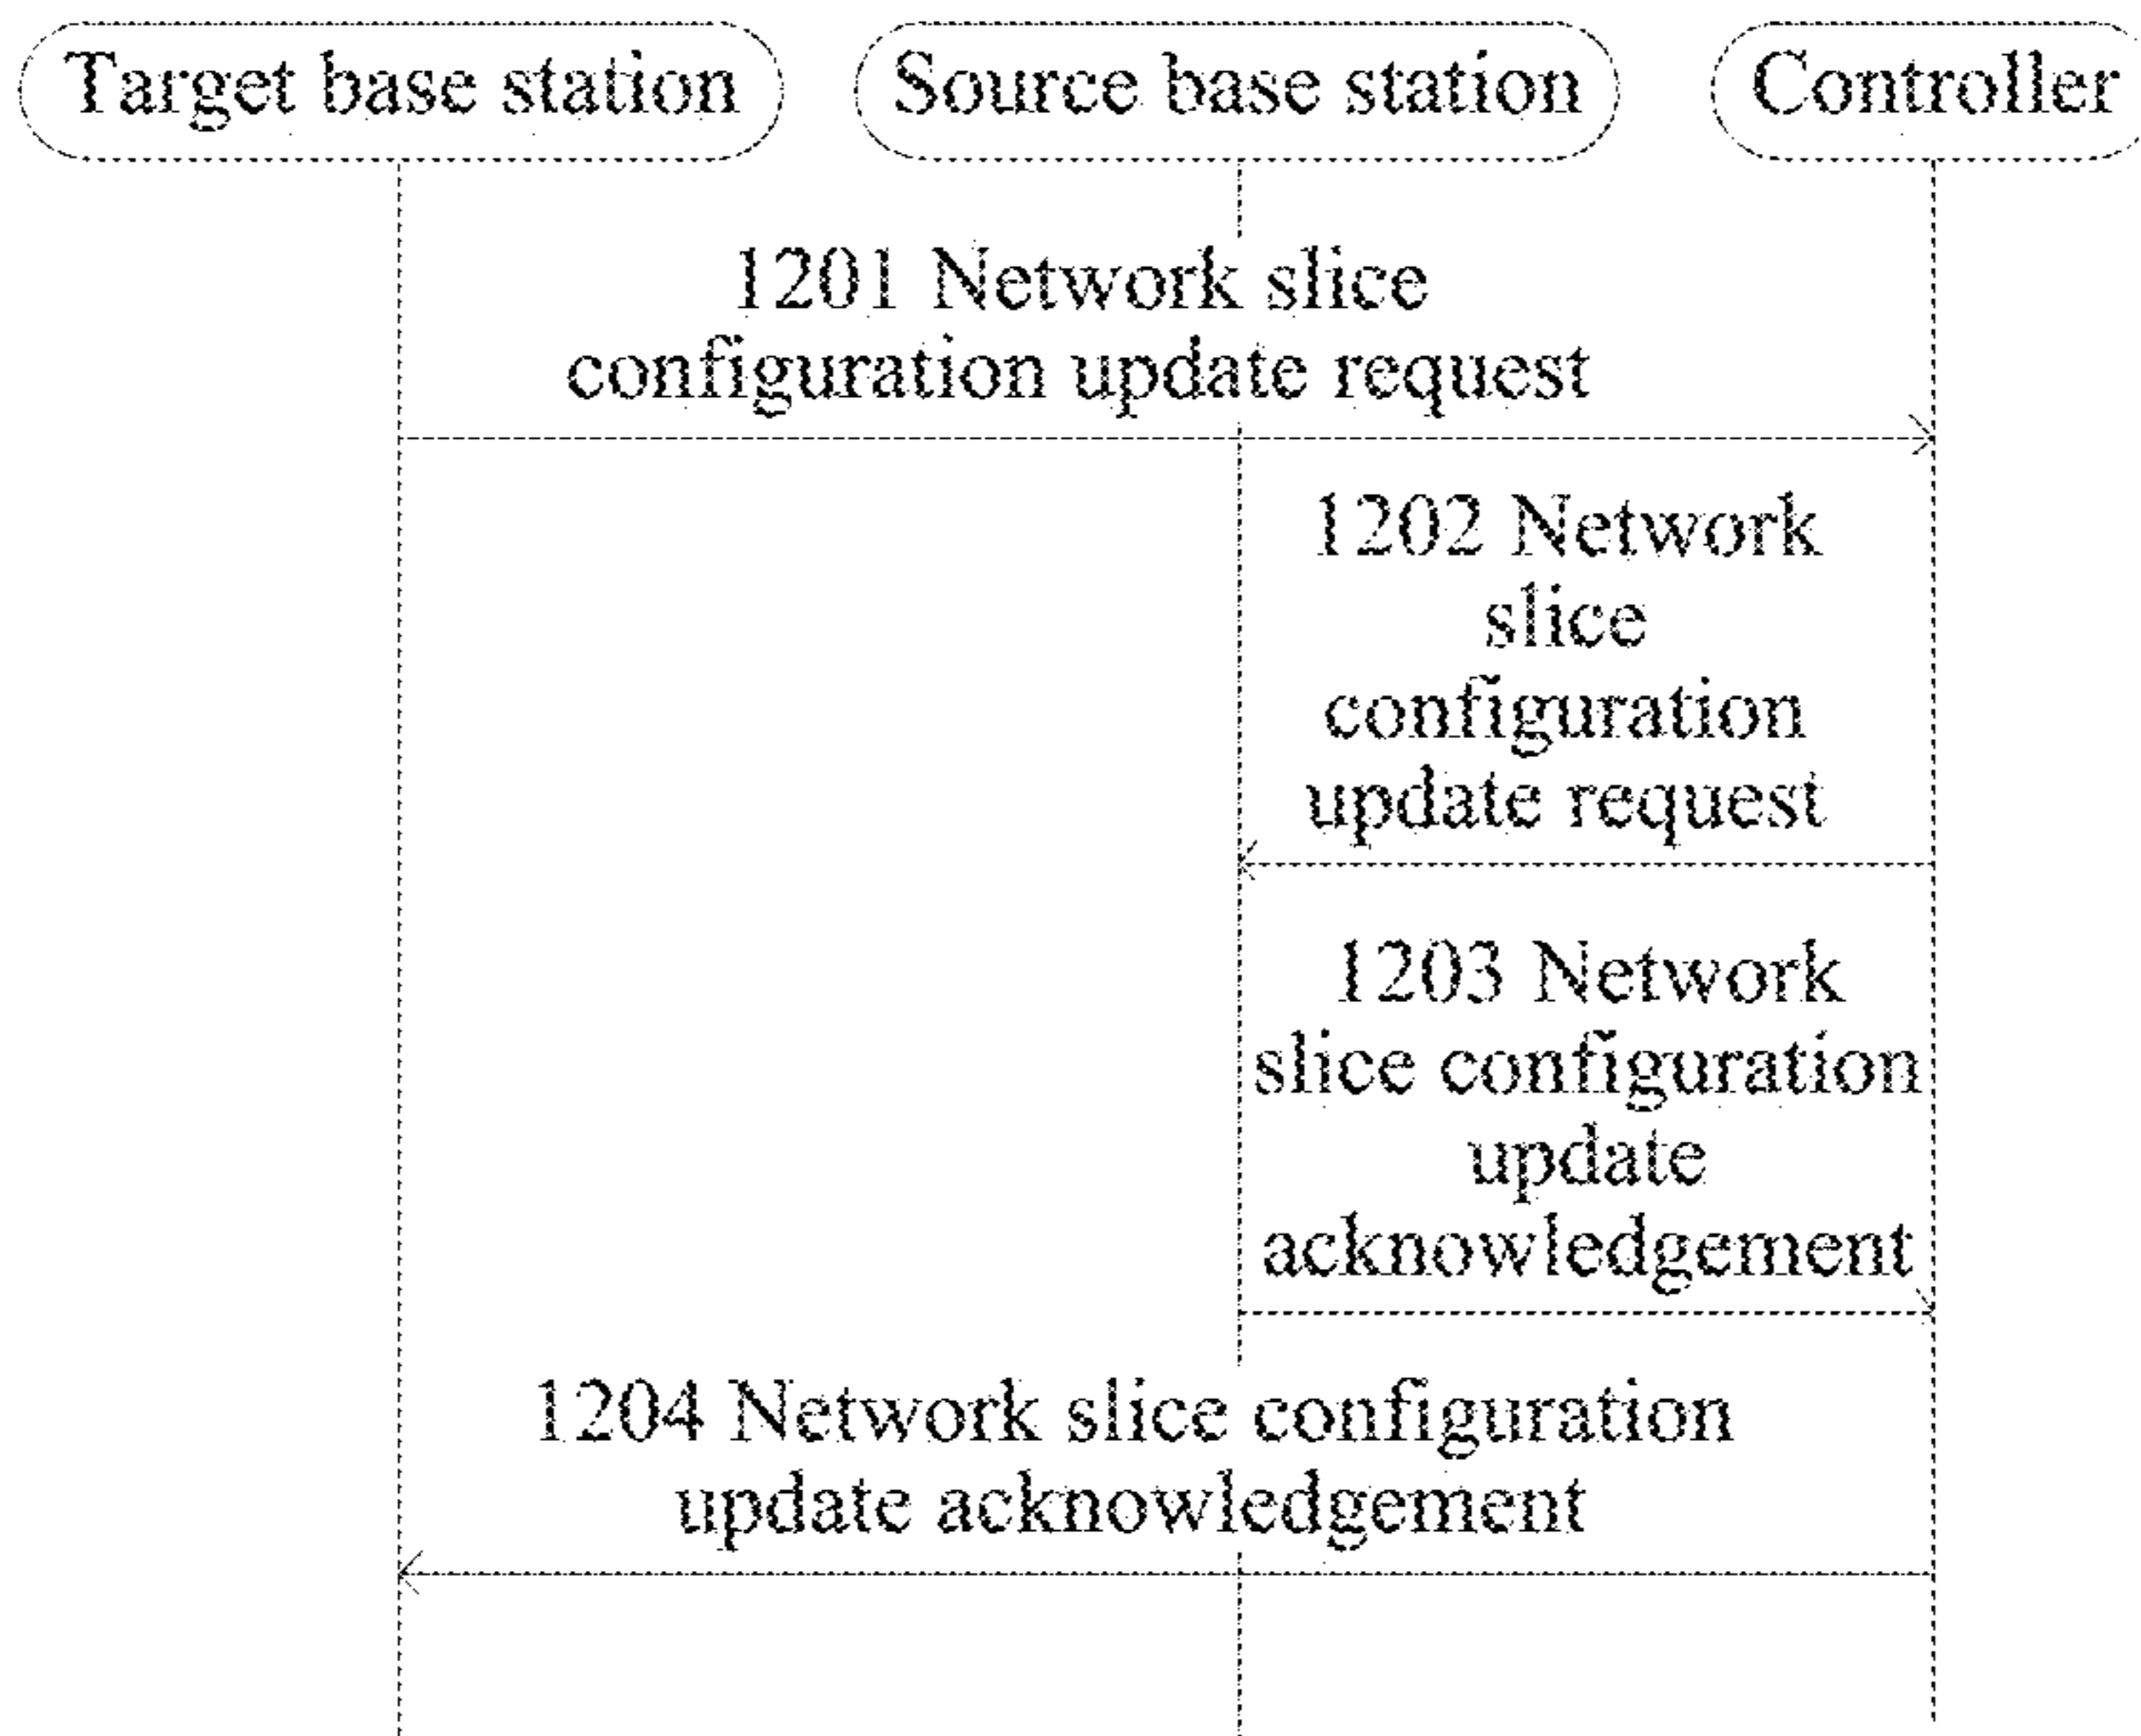 Target base station
Source base station
Controller
1201 Network slice
configuration update request
1202 Network
slice
configuration
update request
1203 Network
slice configuration
update
acknowledgement
1204 Network slice configuration
update acknowledgement